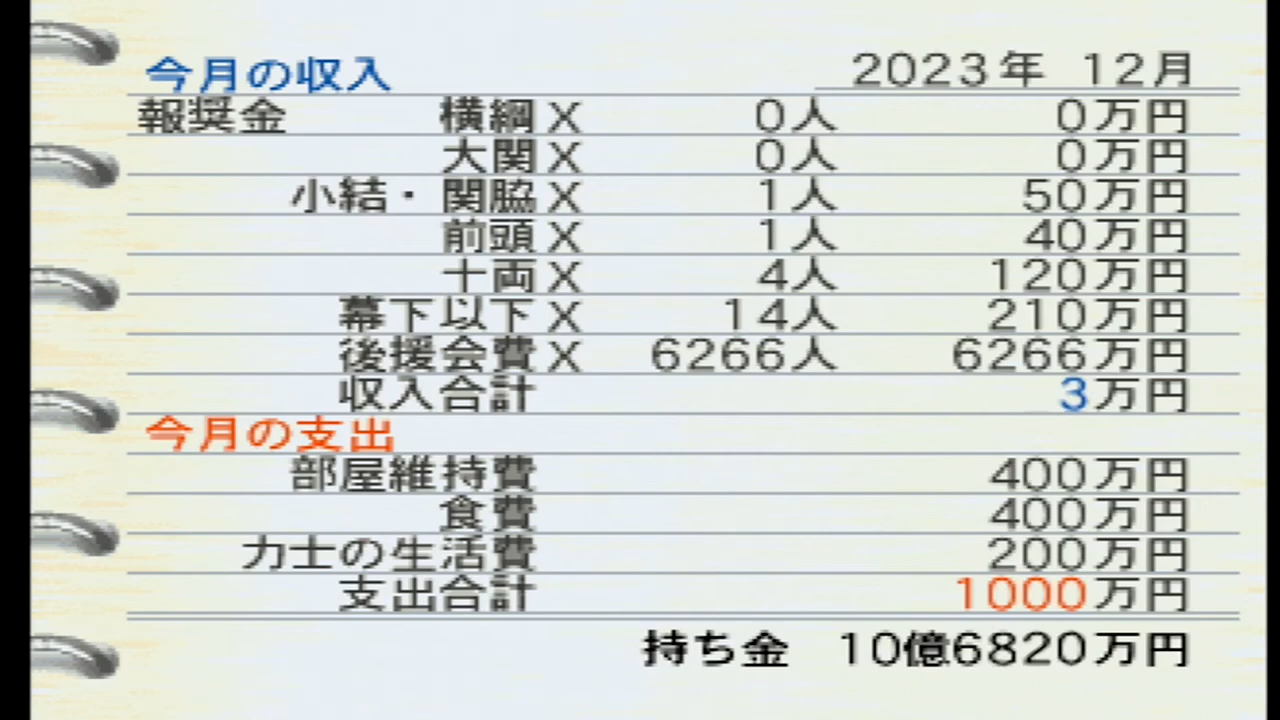 今月の収入 2023年 12月
報奨金 横綱X 0人 0万円
大関X 0人 0万円
小結・関脇X 1人 50万円
前頭X 1人 40万円
十両X 4人 120万円
幕下以下X 14人 210万円
後援会費X 6266人 6266万円
収入合計 3万円
今月の支出
部屋維持費 400万円
食費 400万円
力士の生活費 200万円
支出合計 1000万円
持ち金 10億6820万円